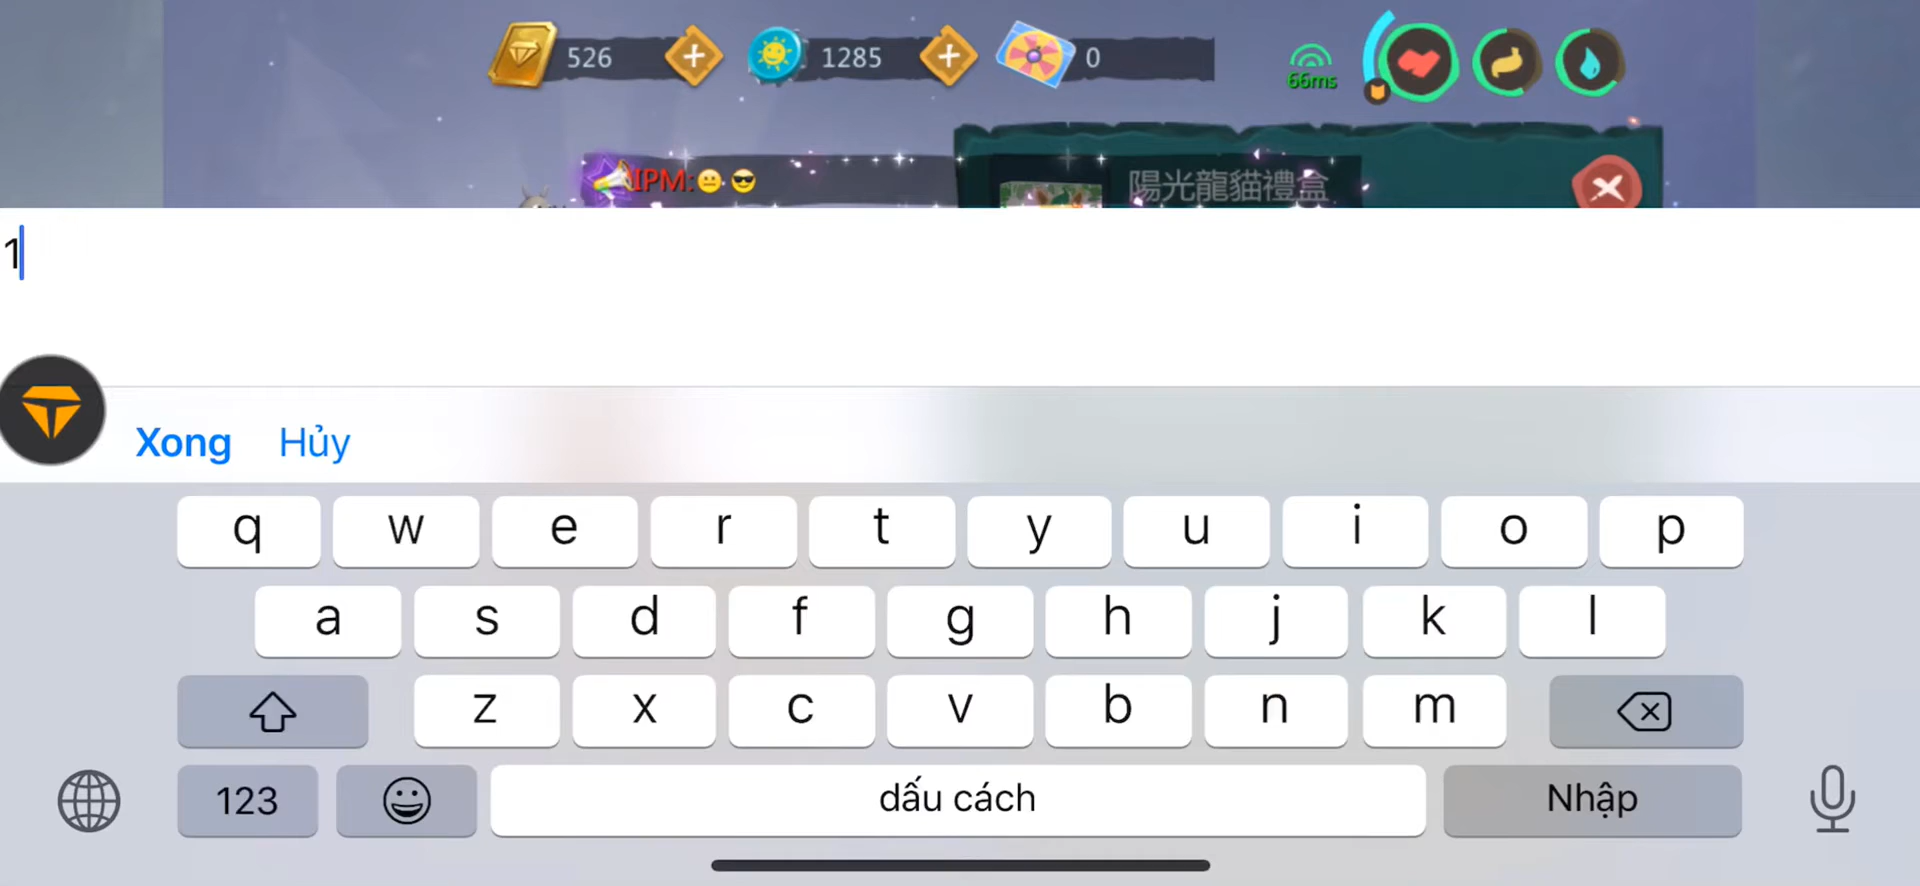 526
1285
0
66ms
IPM:
陽光龍貓禮盒
1
Xong
Hủy
q w e r t y u i o p
a s d f g h j k l
z x c v b n m
123
dấu cách
Nhập